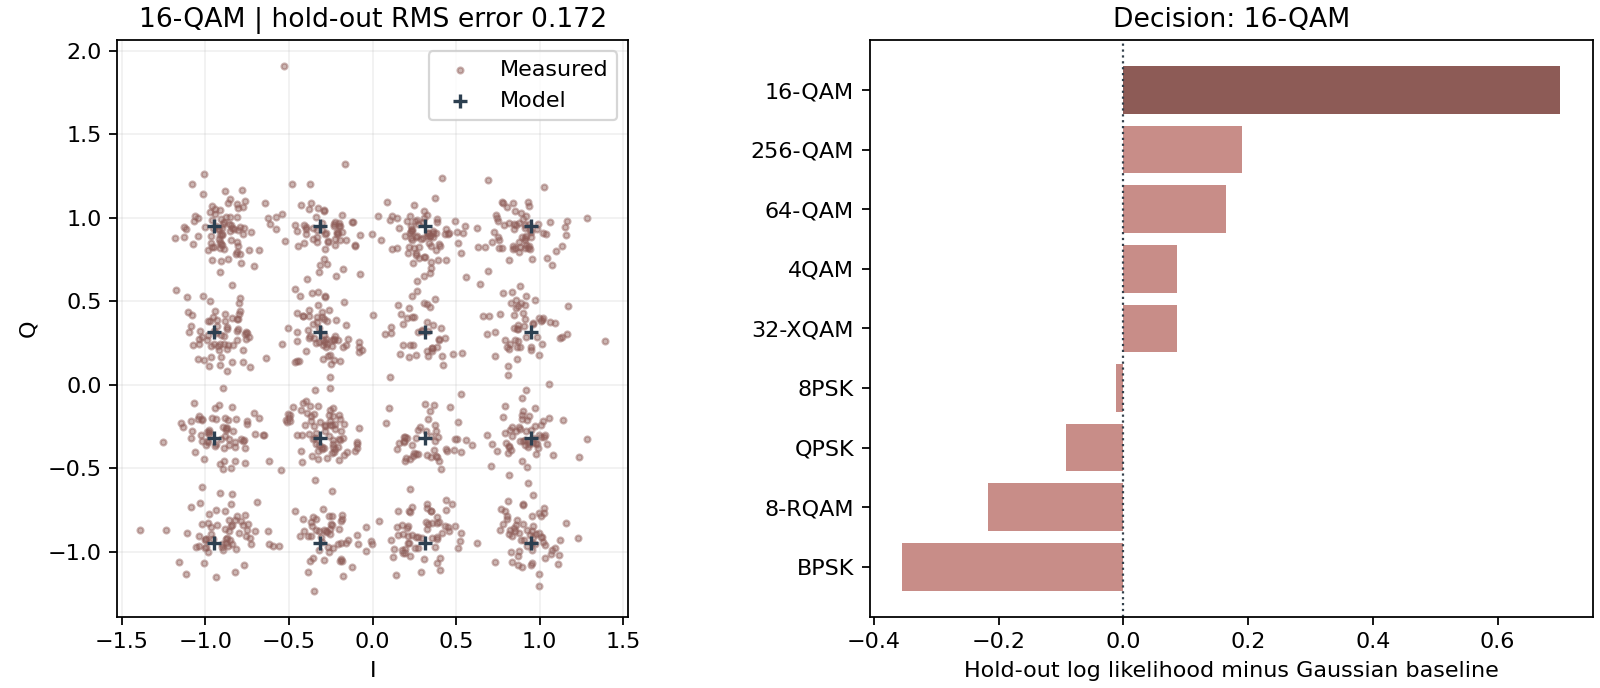 16-QAM | hold-out RMS error 0.172
2.0
1.5
1.0
0.5
0.0
−0.5
−1.0
Q
Measured
Model
−1.5
−1.0
−0.5
0.0
0.5
1.0
1.5
I
Decision: 16-QAM
16-QAM
256-QAM
64-QAM
4QAM
32-XQAM
8PSK
QPSK
8-RQAM
BPSK
−0.4
−0.2
0.0
0.2
0.4
0.6
Hold-out log likelihood minus Gaussian baseline